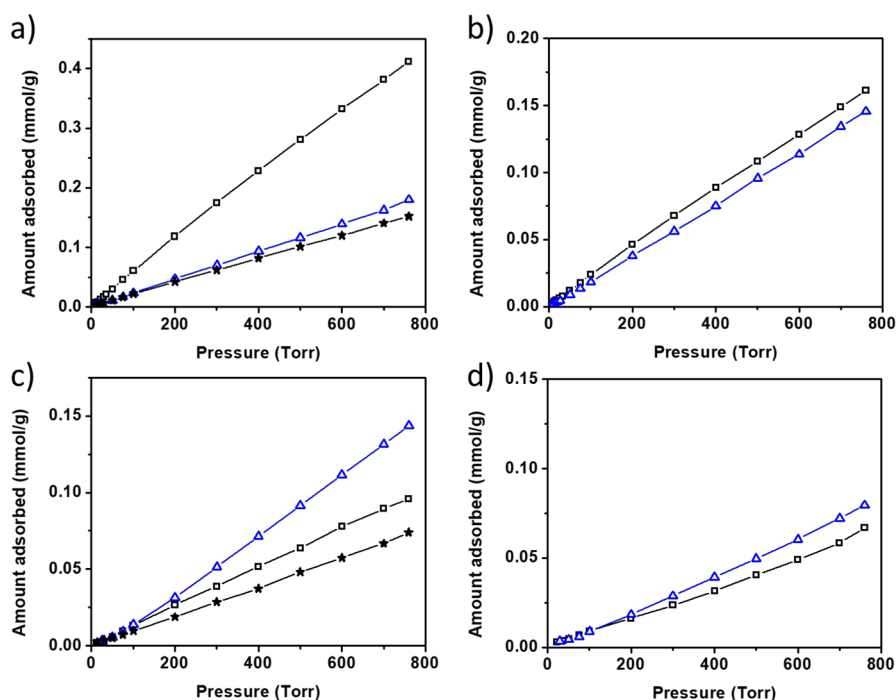 a)
Amount adsorbed (mmol/g)
0.4
0.3
0.2
0.1
0.0
0 200 400 600 800
Pressure (Torr)
b)
Amount adsorbed (mmol/g)
0.20
0.15
0.10
0.05
0.00
0 200 400 600 800
Pressure (Torr)
c)
Amount adsorbed (mmol/g)
0.15
0.10
0.05
0.00
0 200 400 600 800
Pressure (Torr)
d)
Amount adsorbed (mmol/g)
0.15
0.10
0.05
0.00
0 200 400 600 800
Pressure (Torr)